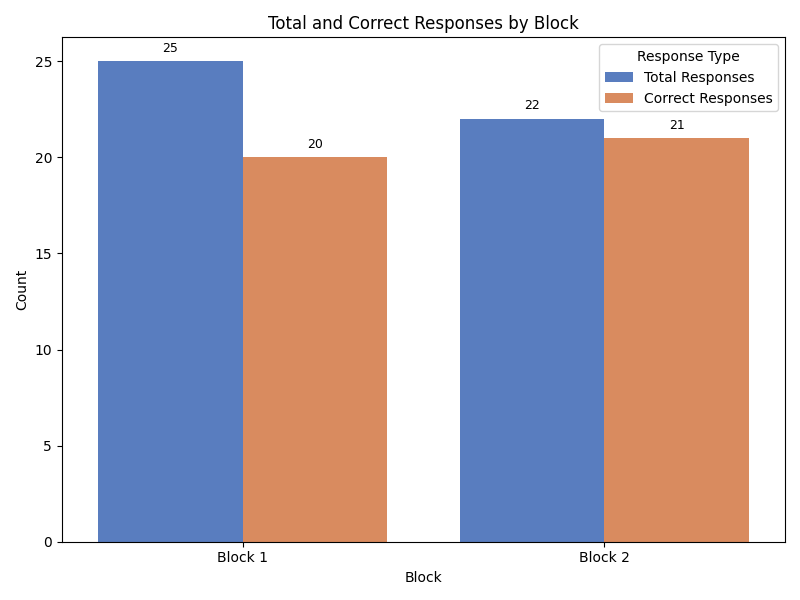 Total and Correct Responses by Block
Response Type
Total Responses
Correct Responses
25
20
22
21
25
20
15
10
5
0
Count
Block 1
Block 2
Block